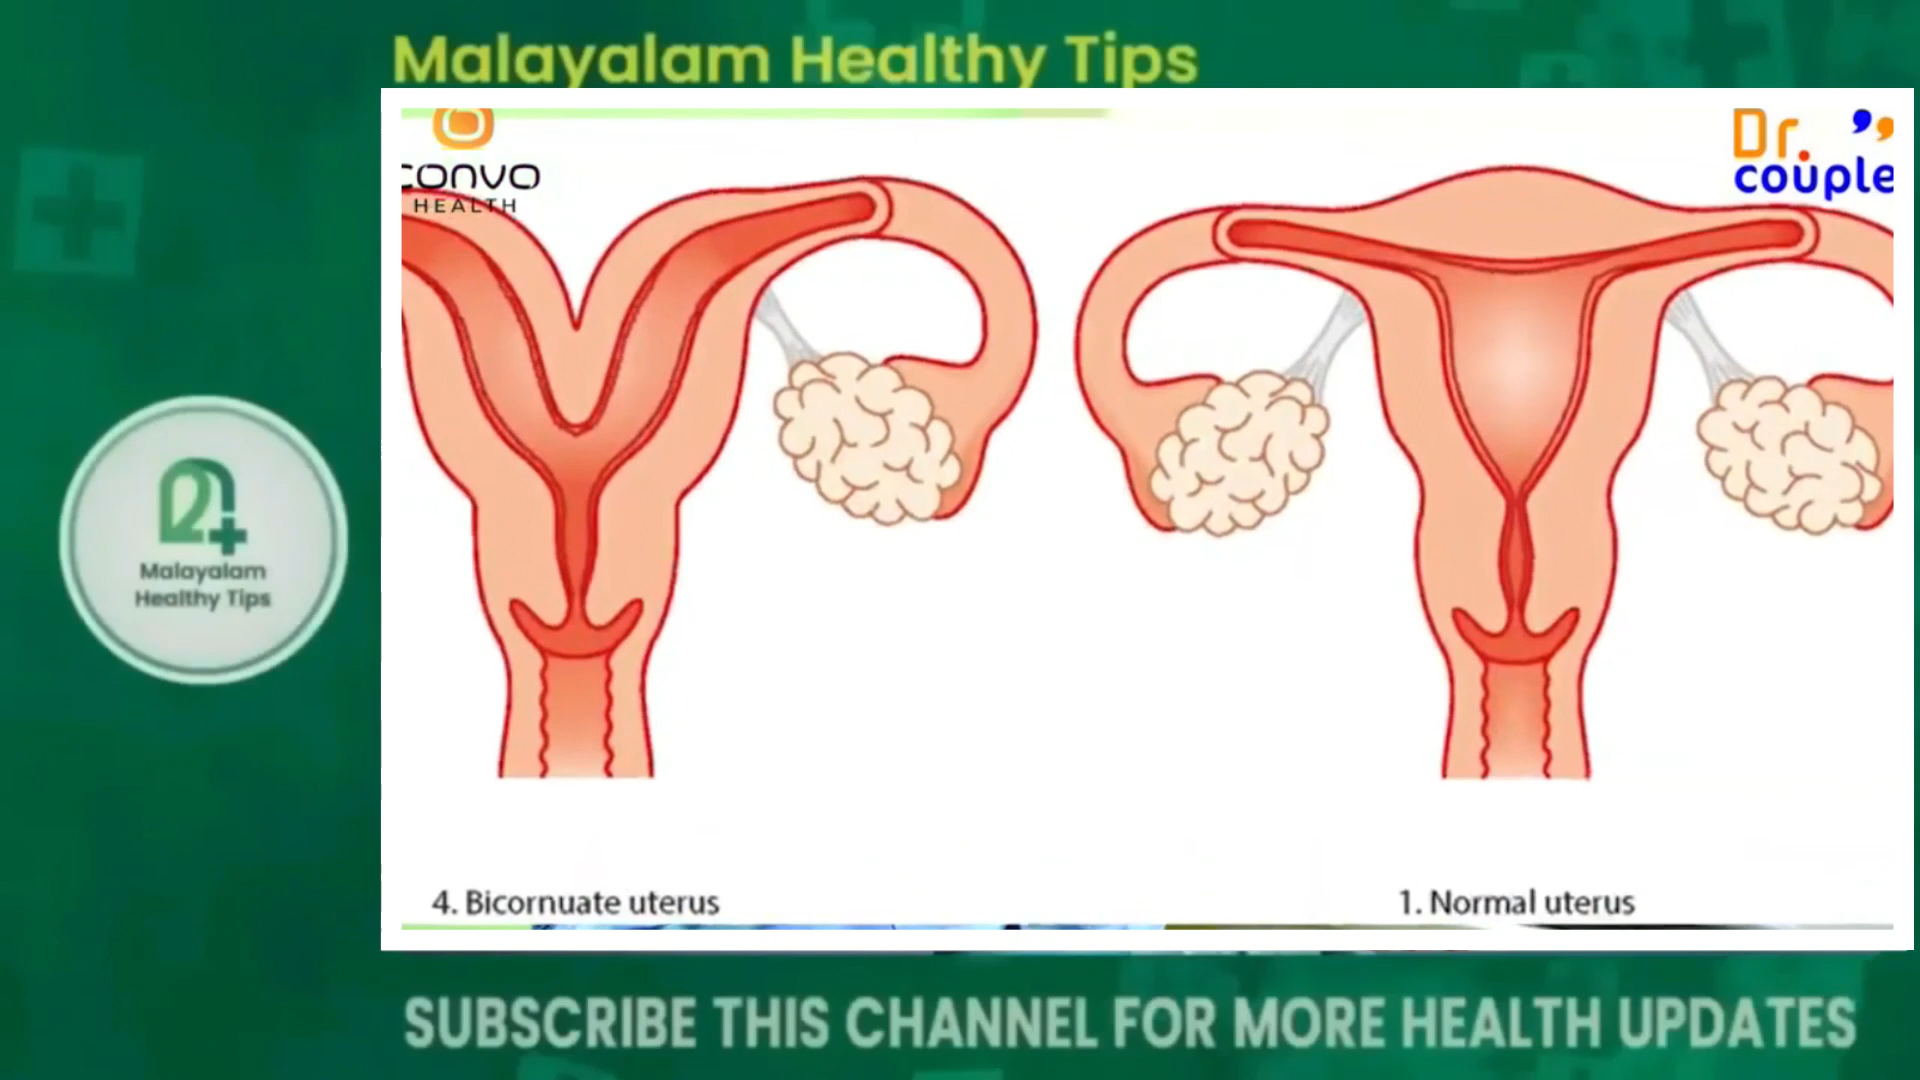 Malayalam Healthy Tips
CONVO
HEALTH
Dr.
couple
Malayalam
Healthy Tips
4. Bicornuate uterus
1. Normal uterus
SUBSCRIBE THIS CHANNEL FOR MORE HEALTH UPDATES